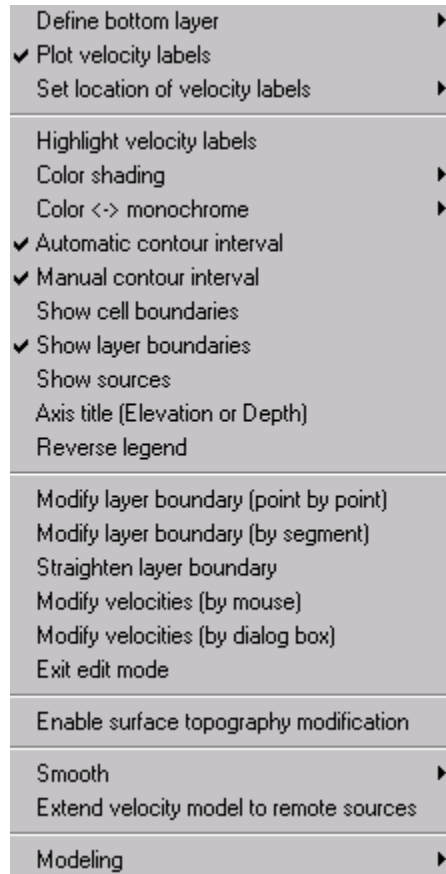 Define bottom layer
Plot velocity labels
Set location of velocity labels
Highlight velocity labels
Color shading
Color <-> monochrome
Automatic contour interval
Manual contour interval
Show cell boundaries
Show layer boundaries
Show sources
Axis title (Elevation or Depth)
Reverse legend
Modify layer boundary (point by point)
Modify layer boundary (by segment)
Straighten layer boundary
Modify velocities (by mouse)
Modify velocities (by dialog box)
Exit edit mode
Enable surface topography modification
Smooth
Extend velocity model to remote sources
Modeling